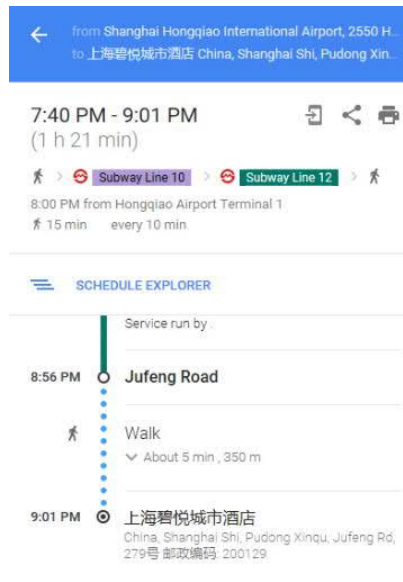 from Shanghai Hongqiao International Airport, 2550 H...
to 上海碧悦城市酒店 China, Shanghai Shi, Pudong Xin...
7:40 PM - 9:01 PM
(1 h 21 min)
Subway Line 10 Subway Line 12
8:00 PM from Hongqiao Airport Terminal 1
15 min every 10 min
SCHEDULE EXPLORER
Service run by .
8:56 PM Jufeng Road
Walk
About 5 min , 350 m
9:01 PM 上海碧悦城市酒店
China, Shanghai Shi, Pudong Xinqu, Jufeng Rd,
279号 邮政编码: 200129